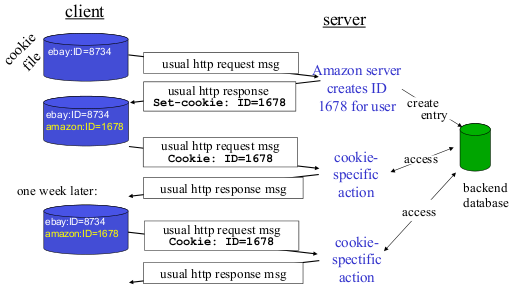 client
server
cookie
file
ebay:ID=8734
usual http request msg
Amazon server
creates ID
1678 for user
usual http response
Set-cookie: ID=1678
create
entry
ebay:ID=8734
amazon:ID=1678
usual http request msg
Cookie: ID=1678
cookie-
specific
action
access
usual http response msg
one week later:
backend
database
access
ebay:ID=8734
amazon:ID=1678
usual http request msg
Cookie: ID=1678
cookie-
spectific
action
usual http response msg